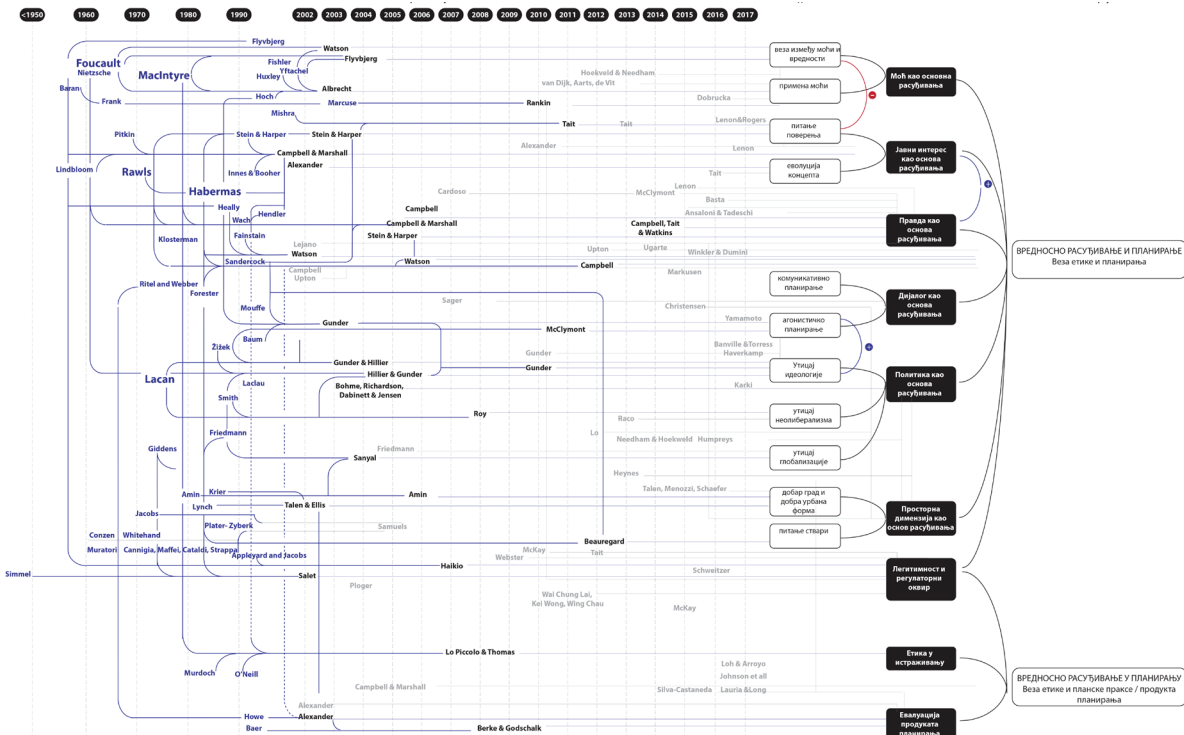 <1950 1960 1970 1980 1990 2002 2003 2004 2005 2006 2007 2008 2009 2010 2011 2012 2013 2014 2015 2016 2017
Flyvbjerg
Watson
Foucault
Fishler
Flyvbjerg
Nietzsche
MacIntyre
Yftachel
Huxley
Hoekveld & Needham
van Dijk, Aarts, de Vit
Baran
Albrecht
Hoch
Frank
Marcuse
Rankin
Dobrucka
Mishra
Tait
Tait
Lenon&Rogers
Pitkin
Stein & Harper
Stein & Harper
Alexander
Lenon
Campbell & Marshall
Alexander
Lindbloom
Rawls
Innes & Booher
Tait
Habermas
Cardoso
McClymont
Lenon
Basta
Heally
Hendler
Wach
Campbell
Ansaloni & Tadeschi
Campbell & Marshall
Campbell, Tait
& Watkins
Klosterman
Fainstain
Stein & Harper
Lejano
Watson
Upton
Ugarte
Winkler & Dumini
Sandercock
Watson
Campbell
Campbell
Upton
Markusen
Ritel and Webber
Forester
Sager
Christensen
Mouffe
Yamamoto
Gunder
McClymont
Baum
Žižek
Banville &Torress
Haverkamp
Gunder
Gunder & Hillier
Gunder
Lacan
Hillier & Gunder
Laclau
Bohme, Richardson,
Dabinett & Jensen
Karki
Smith
Roy
Raco
Friedmann
Lo
Needham & Hoekweld
Humpreys
Giddens
Friedmann
Sanyal
Heynes
Talen, Menozzi, Schaefer
Amin
Krier
Amin
Lynch
Talen & Ellis
Jacobs
Plater- Zyberk
Samuels
Conzen
Whitehand
Beauregard
Muratori
Cannigia, Maffei, Cataldi, Strappa
Appleyard and Jacobs
McKay
Tait
Webster
Haikio
Simmel
Salet
Schweitzer
Ploger
Wai Chung Lai,
Kei Wong, Wing Chau
McKay
Lo Piccolo & Thomas
Murdoch
O'Neill
Loh & Arroyo
Johnson et all
Campbell & Marshall
Silva-Castaneda
Lauria &Long
Alexander
Howe
Alexander
Baer
Berke & Godschalk
веза између моћи и
вредности
примена моћи
питање
поверења
еволуција
концепта
комуникативно
планирање
агонистичко
планирање
Утицај
идеологије
утицај
неолиберализма
утицај
глобализације
добар град и
добра урбана
форма
питање ствари
Моћ као основна
расуђивања
Јавни интерес
као основа
расуђивања
Правда као
основа
расуђивања
Дијалог као
основа
расуђивања
Политика као
основа
расуђивања
Просторна
димензија као
основ расуђивања
Легитимност и
регулаторни
оквир
Етика у
истраживању
Евалуација
продуката
планирања
ВРЕДНОСНО РАСУЂИВАЊЕ И ПЛАНИРАЊЕ
Веза етике и планирања
ВРЕДНОСНО РАСУЂИВАЊЕ У ПЛАНИРАЊУ
Веза етике и планске праксе / продукта
планирања